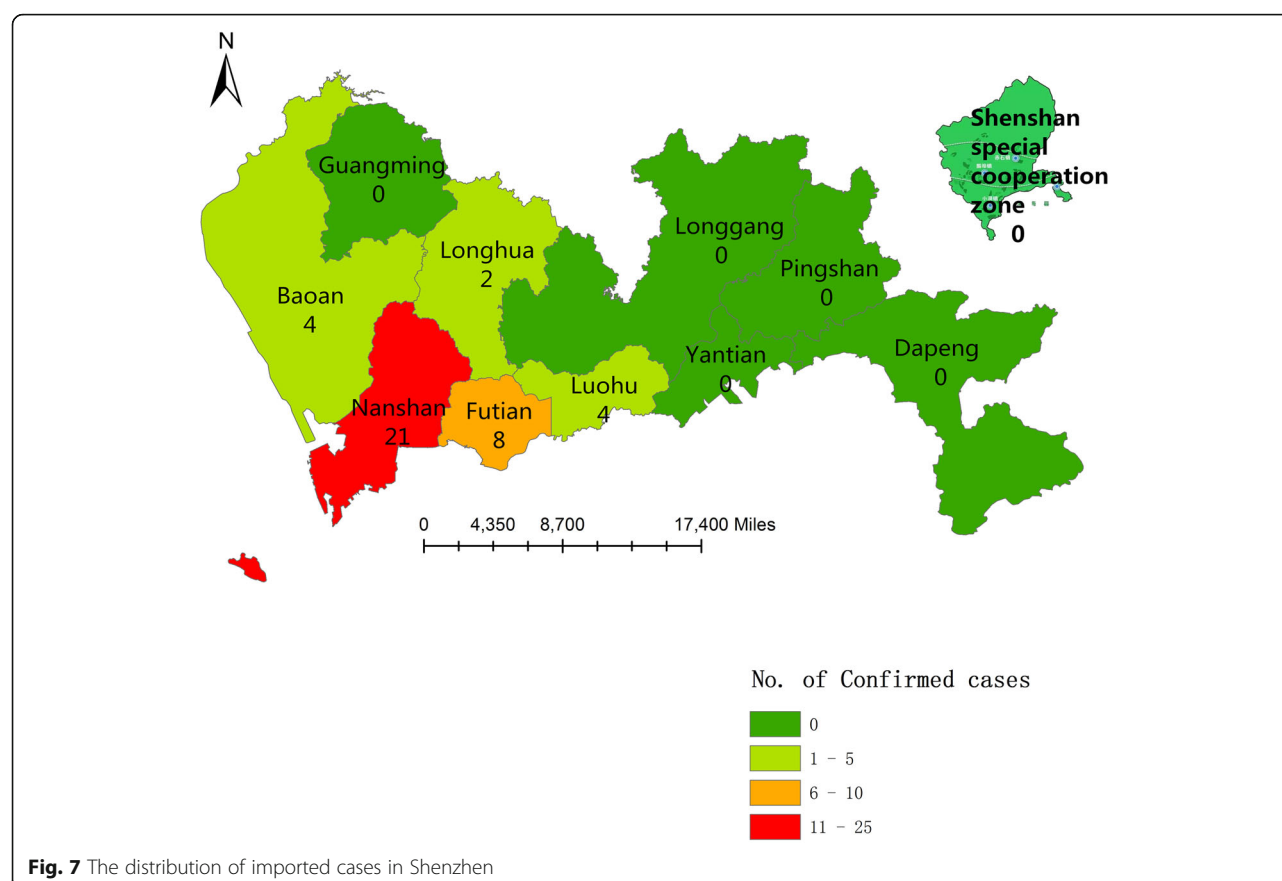 N
Guangming
0
Longhua
2
Baoan
4
Nanshan
21
Futian
8
Luohu
4
Longgang
0
Pingshan
0
Yantian
0
Dapeng
0
Shenshan
special
cooperation
zone
0
0 4,350 8,700 17,400 Miles
No. of Confirmed cases
0
1 - 5
6 - 10
11 - 25
Fig. 7 The distribution of imported cases in Shenzhen